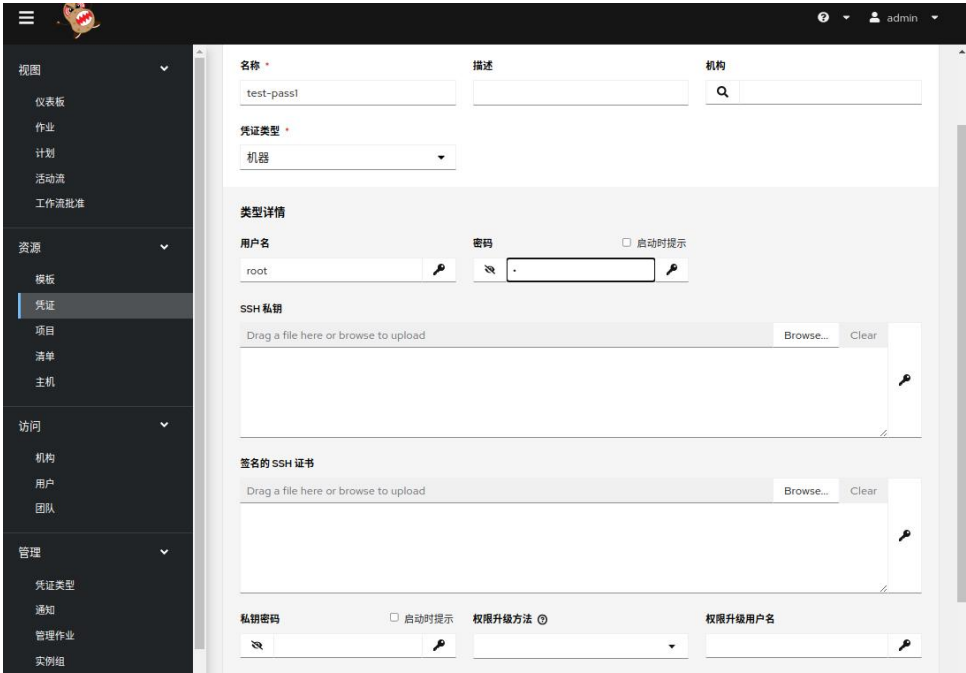 admin
视图
仪表板
作业
计划
活动流
工作流批准
资源
模板
凭证
项目
清单
主机
访问
机构
用户
团队
管理
凭证类型
通知
管理作业
实例组
名称 * 描述 机构
test-pass1
凭证类型 *
机器
类型详情
用户名 密码 启动时提示
root
SSH 私钥
Drag a file here or browse to upload Browse... Clear
签名的 SSH 证书
Drag a file here or browse to upload Browse... Clear
私钥密码 启动时提示 权限升级方法 权限升级用户名